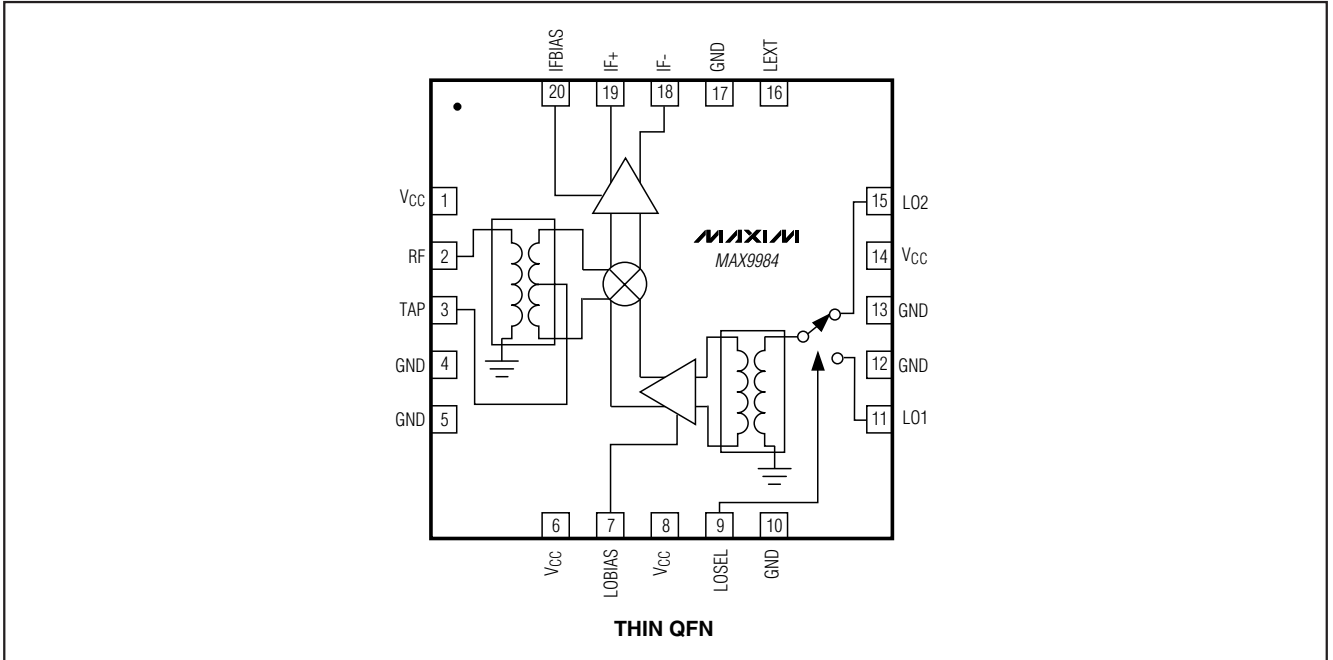 IFBIAS
IF+
IF-
GND
LEXT
20
19
18
17
16
VCC
1
RF
2
TAP
3
GND
4
GND
5
MAXIM
MAX9984
15
LO2
14
VCC
13
GND
12
GND
11
LO1
6
7
8
9
10
VCC
LOBIAS
VCC
LOSEL
GND
THIN QFN